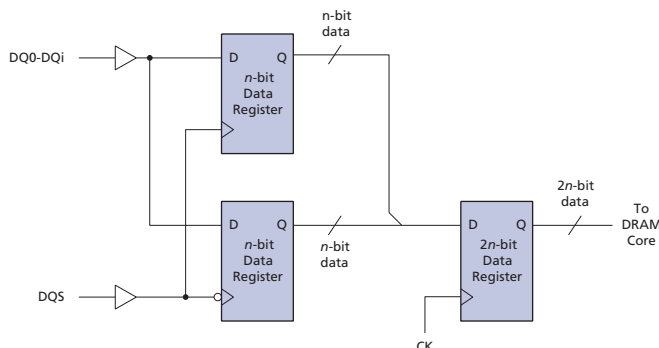 n-bit
data
DQ0-DQi
D Q
n-bit
Data
Register
2n-bit
data
D Q
n-bit
Data
Register
n-bit
data
D Q
2n-bit
Data
Register
To
DRAM
Core
DQS
CK